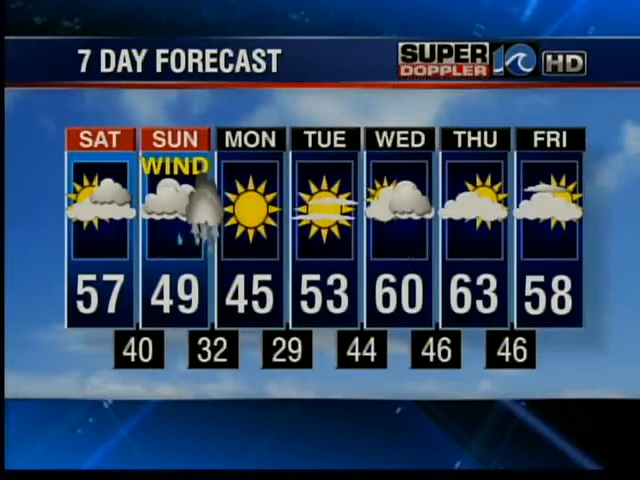 7 DAY FORECAST
SUPER DOPPLER 10 HD
SAT SUN MON TUE WED THU FRI
WIND
57 49 45 53 60 63 58
40 32 29 44 46 46